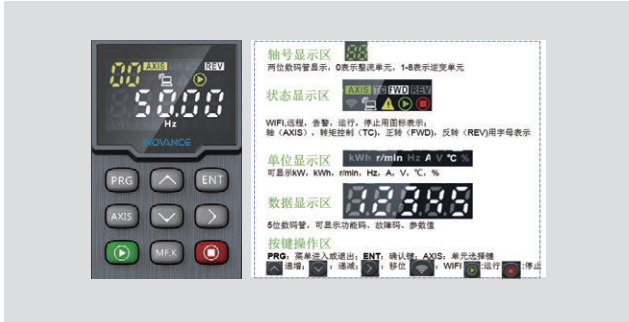 00 AXIS REV
50.00
Hz
INOVANCE
PRG ENT
AXIS
MF.K
轴号显示区 88
两位数码管显示，0表示整流单元，1-8表示逆变单元
状态显示区 AXIS TC FWD REV
WIFI,远程，告警，运行，停止用图标表示；
轴（AXIS），转矩控制（TC)，正转（FWD)，反转（REV)用字母表示
单位显示区 kWh r/min Hz A V ℃ %
可显示kW，kWh，r/min，Hz，A，V，℃，%
数据显示区 12345
5位数码管，可显示功能码、故障码、参数值
按键操作区
PRG：菜单进入或退出；ENT：确认键；AXIS：单元选择键
：递增；：递减；：移位：WIFI：运行：停止